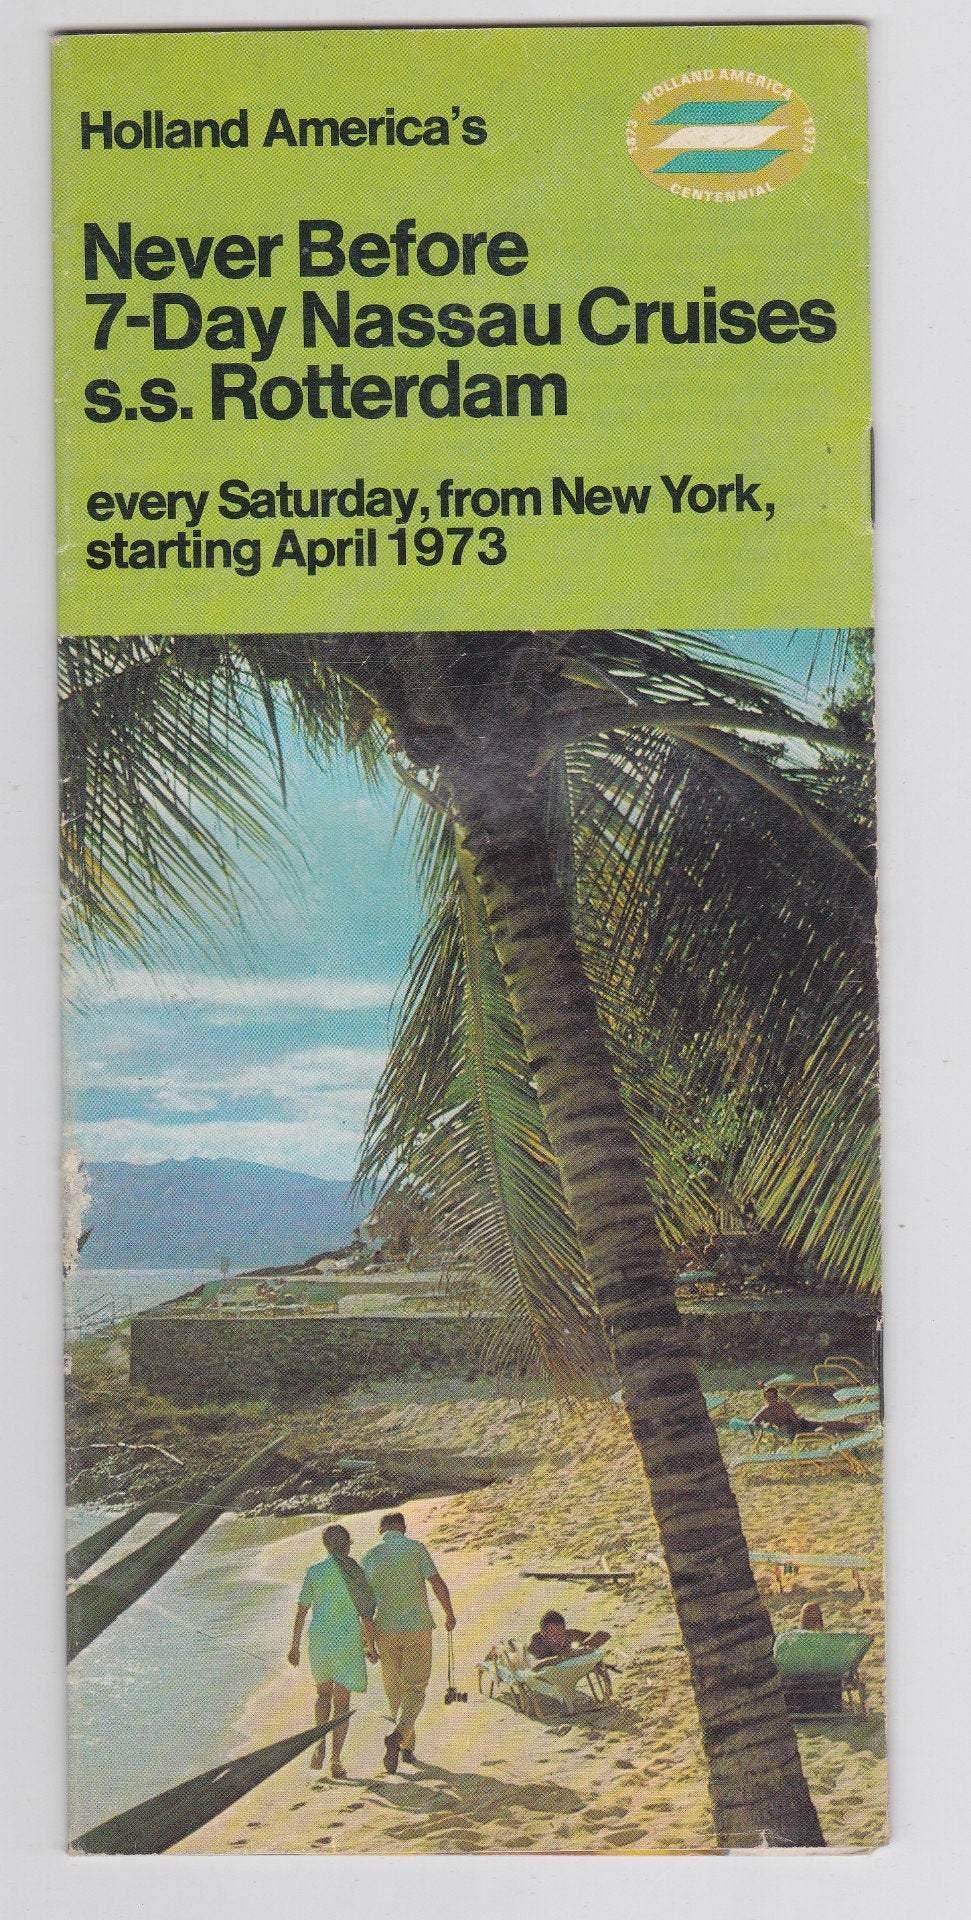 Holland America's
HOLLAND AMERICA
1873
1973
CENTENNIAL
Never Before
7-Day Nassau Cruises
s.s. Rotterdam
every Saturday, from New York,
starting April 1973